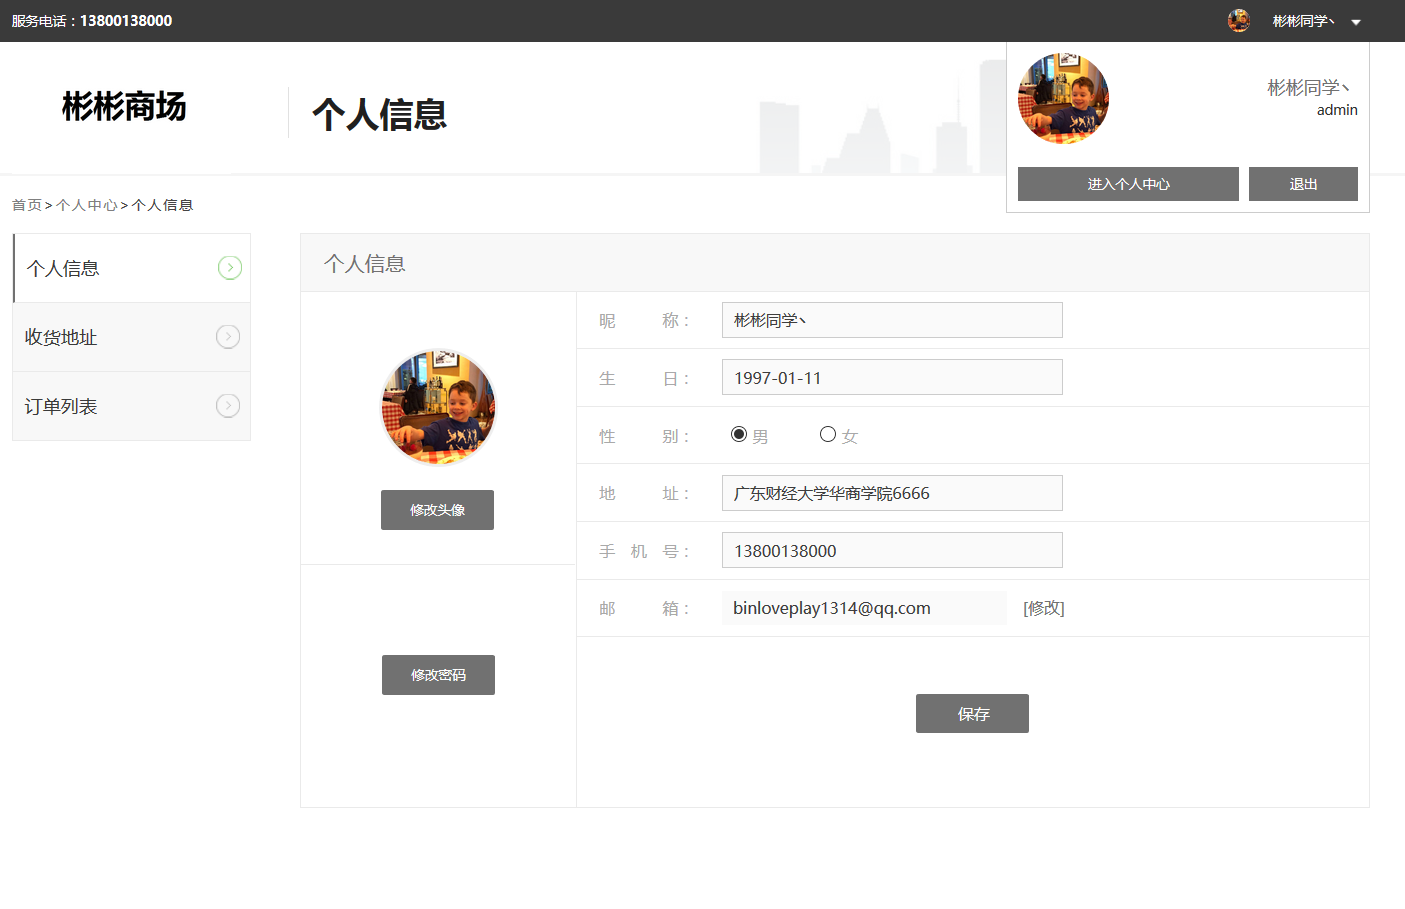 服务电话：13800138000
彬彬同学丶
彬彬商场
个人信息
彬彬同学丶
admin
进入个人中心 退出
首页>个人中心>个人信息
个人信息
收货地址
订单列表
个人信息
修改头像
修改密码
昵 称： 彬彬同学丶
生 日： 1997-01-11
性 别： 男 女
地 址： 广东财经大学华商学院6666
手 机 号： 13800138000
邮 箱： binloveplay1314@qq.com [修改]
保存